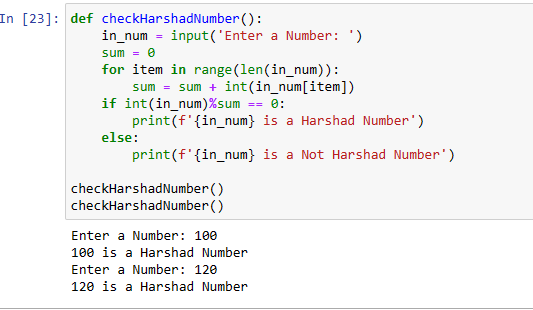 In [23]: def checkHarshadNumber():
    in_num = input('Enter a Number: ')
    sum = 0
    for item in range(len(in_num)):
        sum = sum + int(in_num[item])
    if int(in_num)%sum == 0:
        print(f'{in_num} is a Harshad Number')
    else:
        print(f'{in_num} is a Not Harshad Number')

checkHarshadNumber()
checkHarshadNumber()
Enter a Number: 100
100 is a Harshad Number
Enter a Number: 120
120 is a Harshad Number